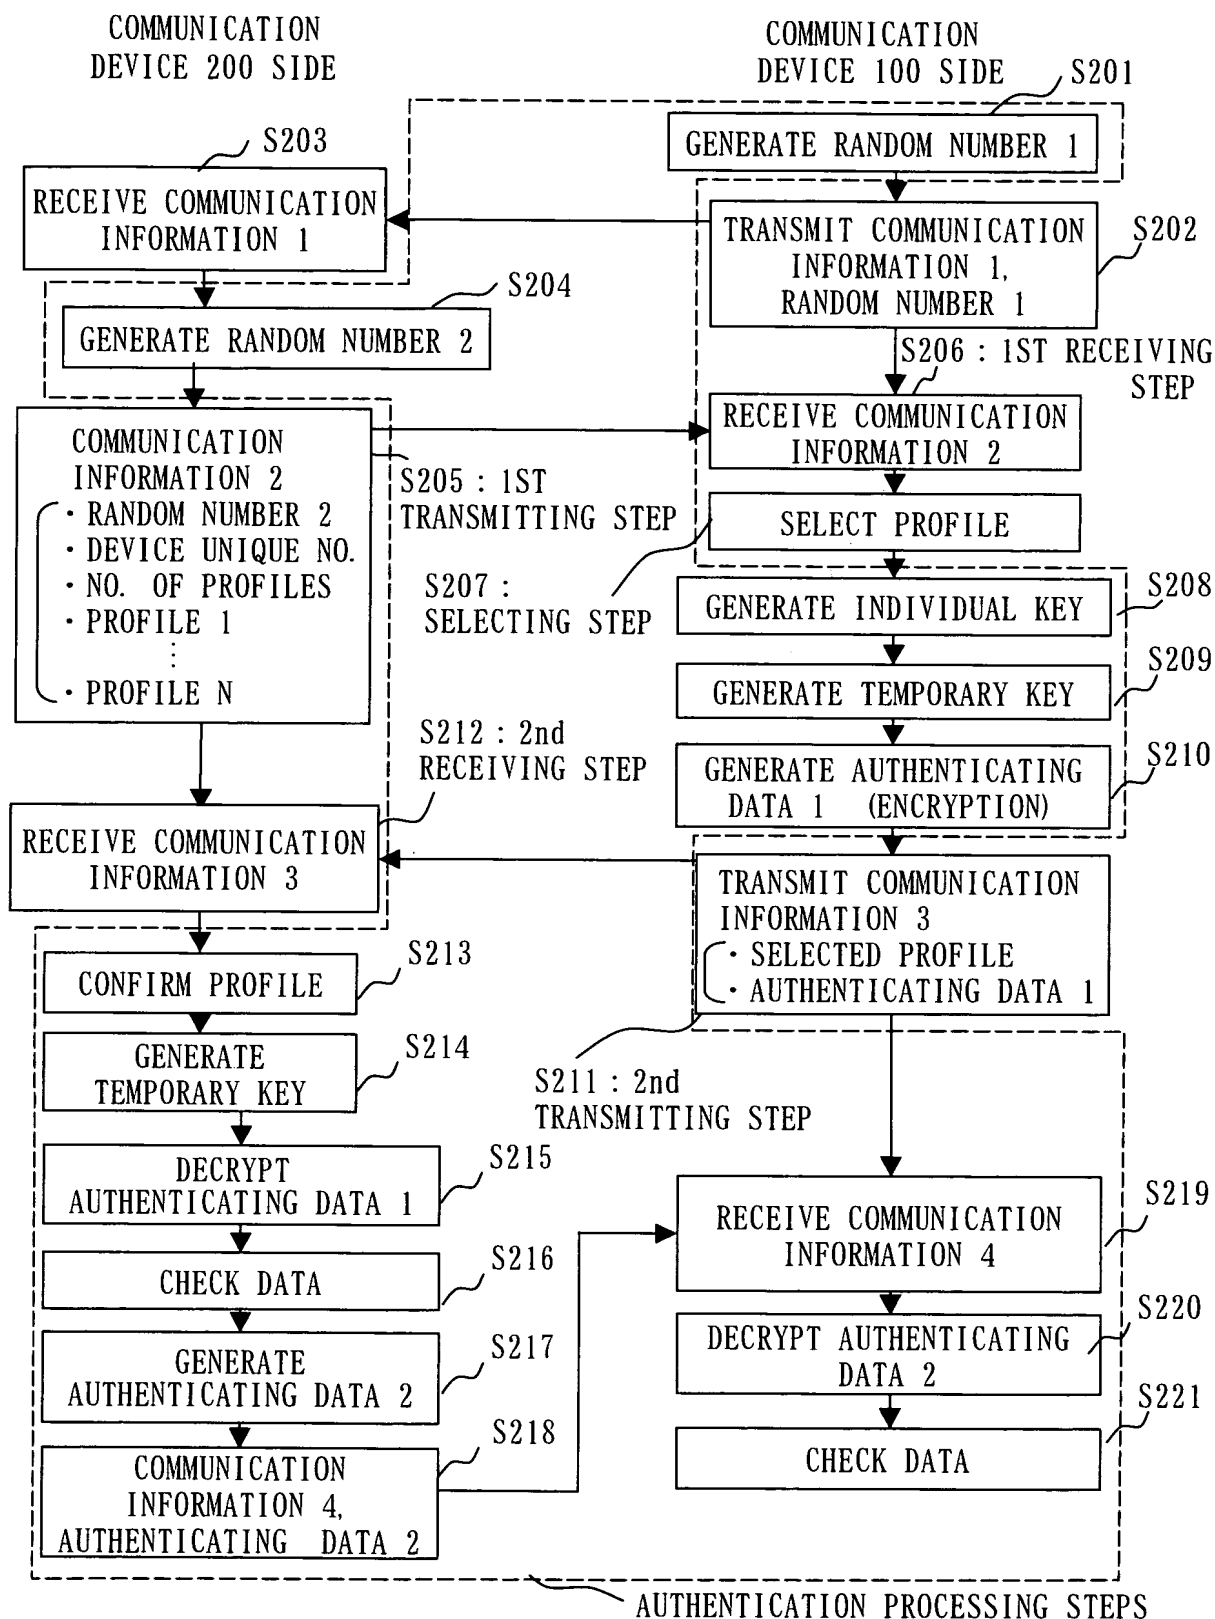 COMMUNICATION
DEVICE 200 SIDE
COMMUNICATION
DEVICE 100 SIDE
S201
GENERATE RANDOM NUMBER 1
S203
RECEIVE COMMUNICATION
INFORMATION 1
TRANSMIT COMMUNICATION
INFORMATION 1,
RANDOM NUMBER 1
S202
S204
GENERATE RANDOM NUMBER 2
S206 : 1ST RECEIVING
STEP
RECEIVE COMMUNICATION
INFORMATION 2
COMMUNICATION
INFORMATION 2
· RANDOM NUMBER 2
· DEVICE UNIQUE NO.
· NO. OF PROFILES
· PROFILE 1
⋮
· PROFILE N
S205 : 1ST
TRANSMITTING STEP
SELECT PROFILE
S207 :
SELECTING STEP
GENERATE INDIVIDUAL KEY
S208
GENERATE TEMPORARY KEY
S209
S212 : 2nd
RECEIVING STEP
GENERATE AUTHENTICATING
DATA 1 (ENCRYPTION)
S210
RECEIVE COMMUNICATION
INFORMATION 3
TRANSMIT COMMUNICATION
INFORMATION 3
· SELECTED PROFILE
· AUTHENTICATING DATA 1
S213
CONFIRM PROFILE
S214
GENERATE
TEMPORARY KEY
S211 : 2nd
TRANSMITTING STEP
S215
DECRYPT
AUTHENTICATING DATA 1
RECEIVE COMMUNICATION
INFORMATION 4
S219
S216
CHECK DATA
S220
DECRYPT AUTHENTICATING
DATA 2
S217
GENERATE
AUTHENTICATING DATA 2
S221
CHECK DATA
S218
COMMUNICATION
INFORMATION 4,
AUTHENTICATING DATA 2
AUTHENTICATION PROCESSING STEPS